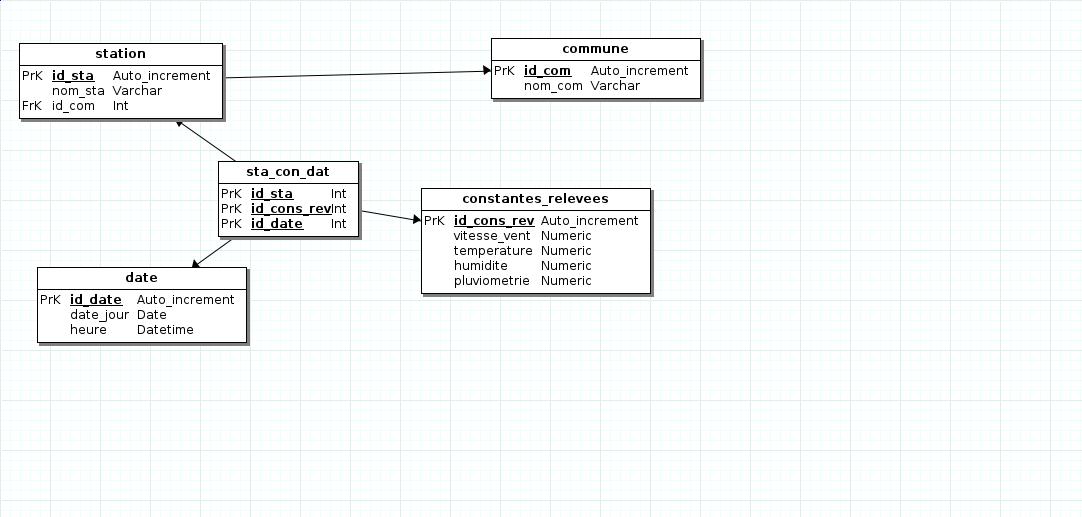 station
PrK id_sta Auto_increment
nom_sta Varchar
FrK id_com Int
commune
PrK id_com Auto_increment
nom_com Varchar
sta_con_dat
PrK id_sta Int
PrK id_cons_rev Int
PrK id_date Int
constantes_relevees
PrK id_cons_rev Auto_increment
vitesse_vent Numeric
temperature Numeric
humidite Numeric
pluviometrie Numeric
date
PrK id_date Auto_increment
date_jour Date
heure Datetime